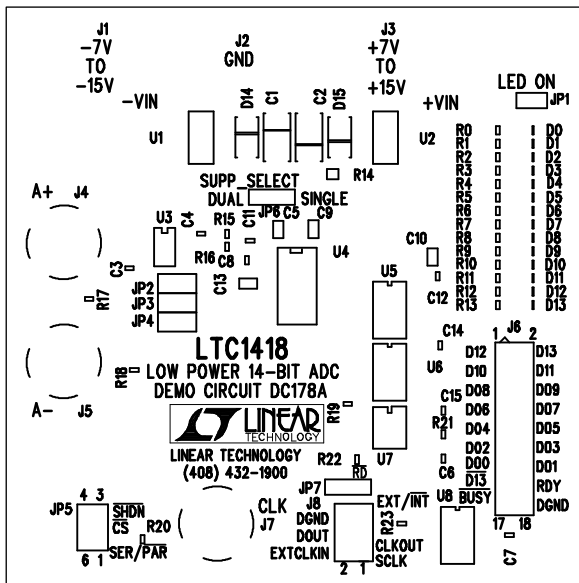 J1
-7V
TO
-15V
J2
GND
J3
+7V
TO
+15V
LED ON
JP1
-VIN
D14
C1
C2
D15
+VIN
U1
U2
R0 D0
R1 D1
R2 D2
R3 D3
R4 D4
R5 D5
R6 D6
R7 D7
R8 D8
R9 D9
R10 D10
R11 D11
R12 D12
R13 D13
R14
SUPP_SELECT
DUAL SINGLE
JP6
A+
J4
U3
C4
R15
C11
C5
C9
R16
C8
U4
C10
C3
C13
U5
C12
R17
JP2
JP3
JP4
LTC1418
LOW POWER 14-BIT ADC
DEMO CIRCUIT DC178A
LINEAR
TECHNOLOGY
LINEAR TECHNOLOGY
(408) 432-1900
R18
A-
J5
R19
U6
U7
C14
C15
R21
C6
1 J6 2
D12 D13
D10 D11
D08 D09
D06 D07
D04 D05
D02 D03
D00 D01
D13 RDY
BUSY DGND
17 18
U8
C7
R22
RD
JP7
EXT/INT
R23
J8
DGND
DOUT
EXTCLKIN
CLKOUT
SCLK
2 1
CLK
J7
JP5
4 3
SHDN
CS
R20
6 1
SER/PAR